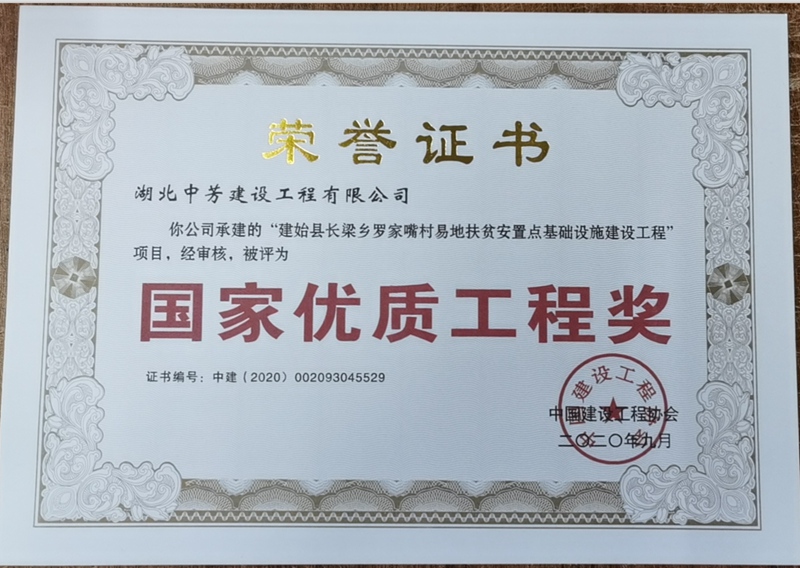 荣誉证书
湖北中芳建设工程有限公司
你公司承建的“建始县长梁乡罗家嘴村易地扶贫安置点基础设施建设工程”
项目，经审核，被评为
国家优质工程奖
证书编号：中建（2020）002093045529
中国建设工程协会
二〇二〇年九月
中国建设工程协会